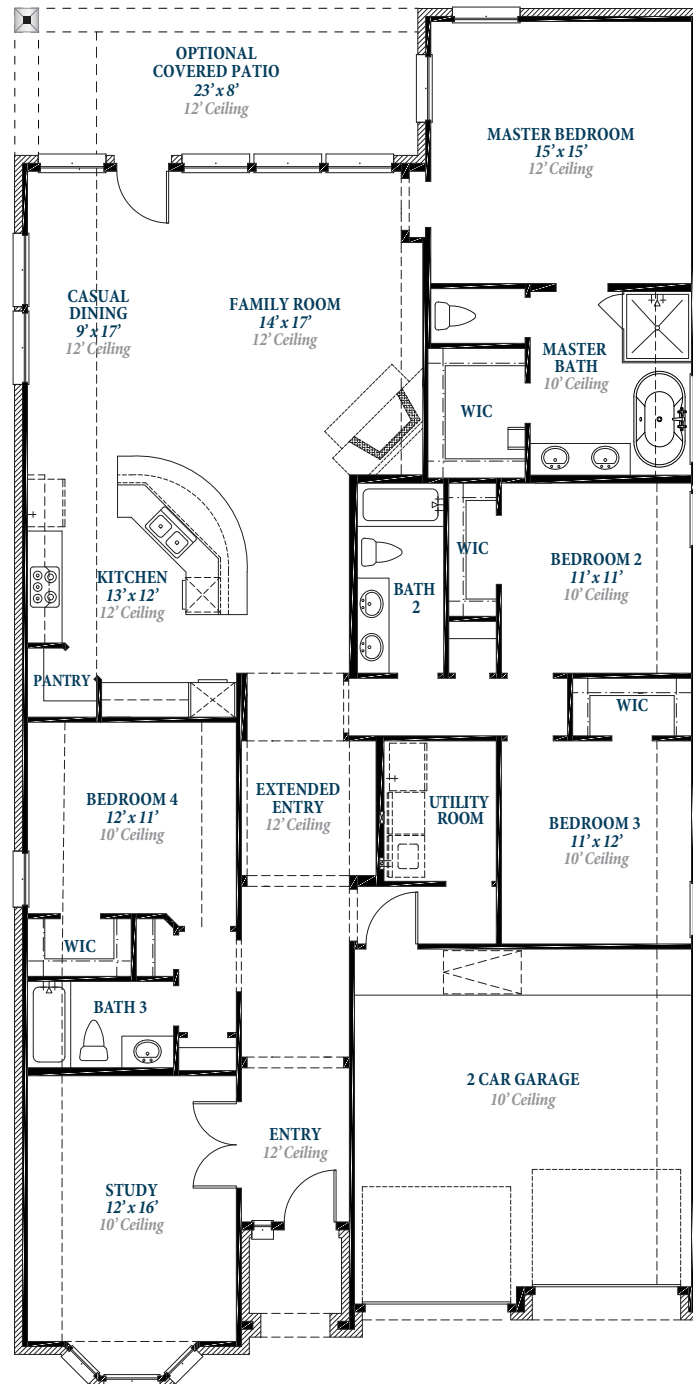 OPTIONAL
COVERED PATIO
23' x 8'
12' Ceiling
MASTER BEDROOM
15' x 15'
12' Ceiling
CASUAL
DINING
9' x 17'
12' Ceiling
FAMILY ROOM
14' x 17'
12' Ceiling
MASTER
BATH
10' Ceiling
WIC
KITCHEN
13' x 12'
12' Ceiling
BATH
2
WIC
BEDROOM 2
11' x 11'
10' Ceiling
PANTRY
WIC
BEDROOM 4
12' x 11'
10' Ceiling
EXTENDED
ENTRY
12' Ceiling
UTILITY
ROOM
BEDROOM 3
11' x 12'
10' Ceiling
WIC
BATH 3
2 CAR GARAGE
10' Ceiling
ENTRY
12' Ceiling
STUDY
12' x 16'
10' Ceiling